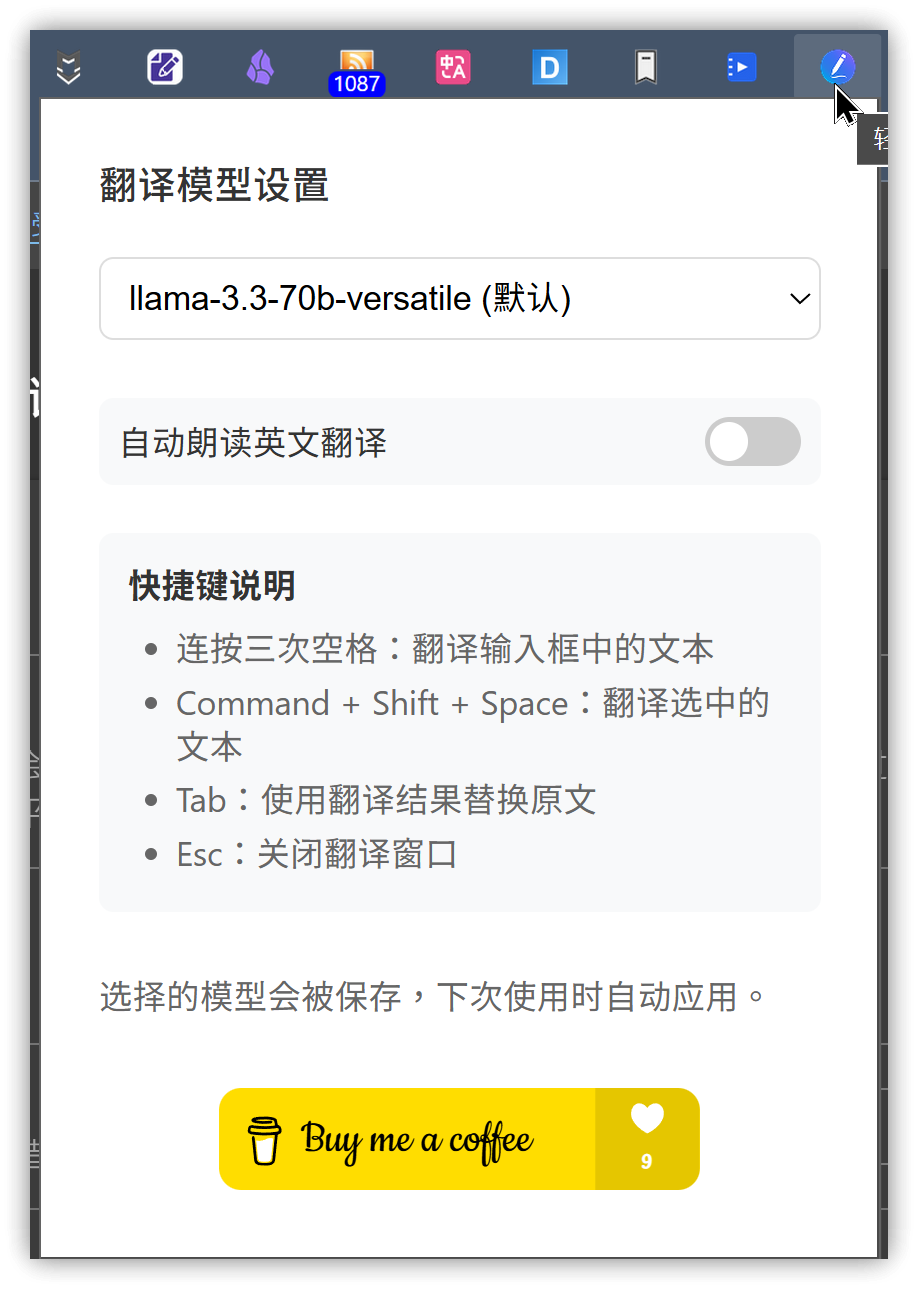 1087
中A
D
轻
翻译模型设置
llama-3.3-70b-versatile (默认)
自动朗读英文翻译
快捷键说明
连按三次空格：翻译输入框中的文本
Command + Shift + Space：翻译选中的
文本
Tab：使用翻译结果替换原文
Esc：关闭翻译窗口
选择的模型会被保存，下次使用时自动应用。
Buy me a coffee
9